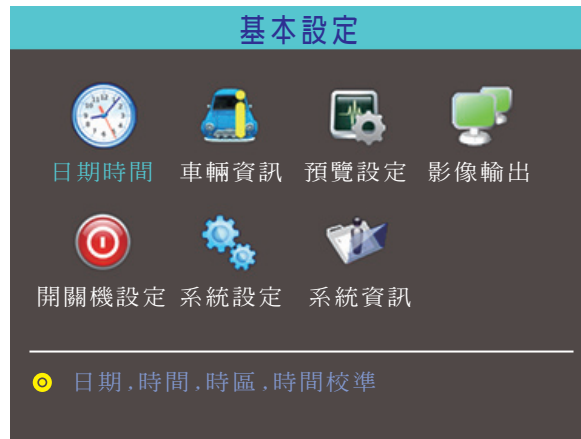 基本設定
日期時間 車輛資訊 預覽設定 影像輸出
開關機設定 系統設定 系統資訊
日期,時間,時區,時間校準